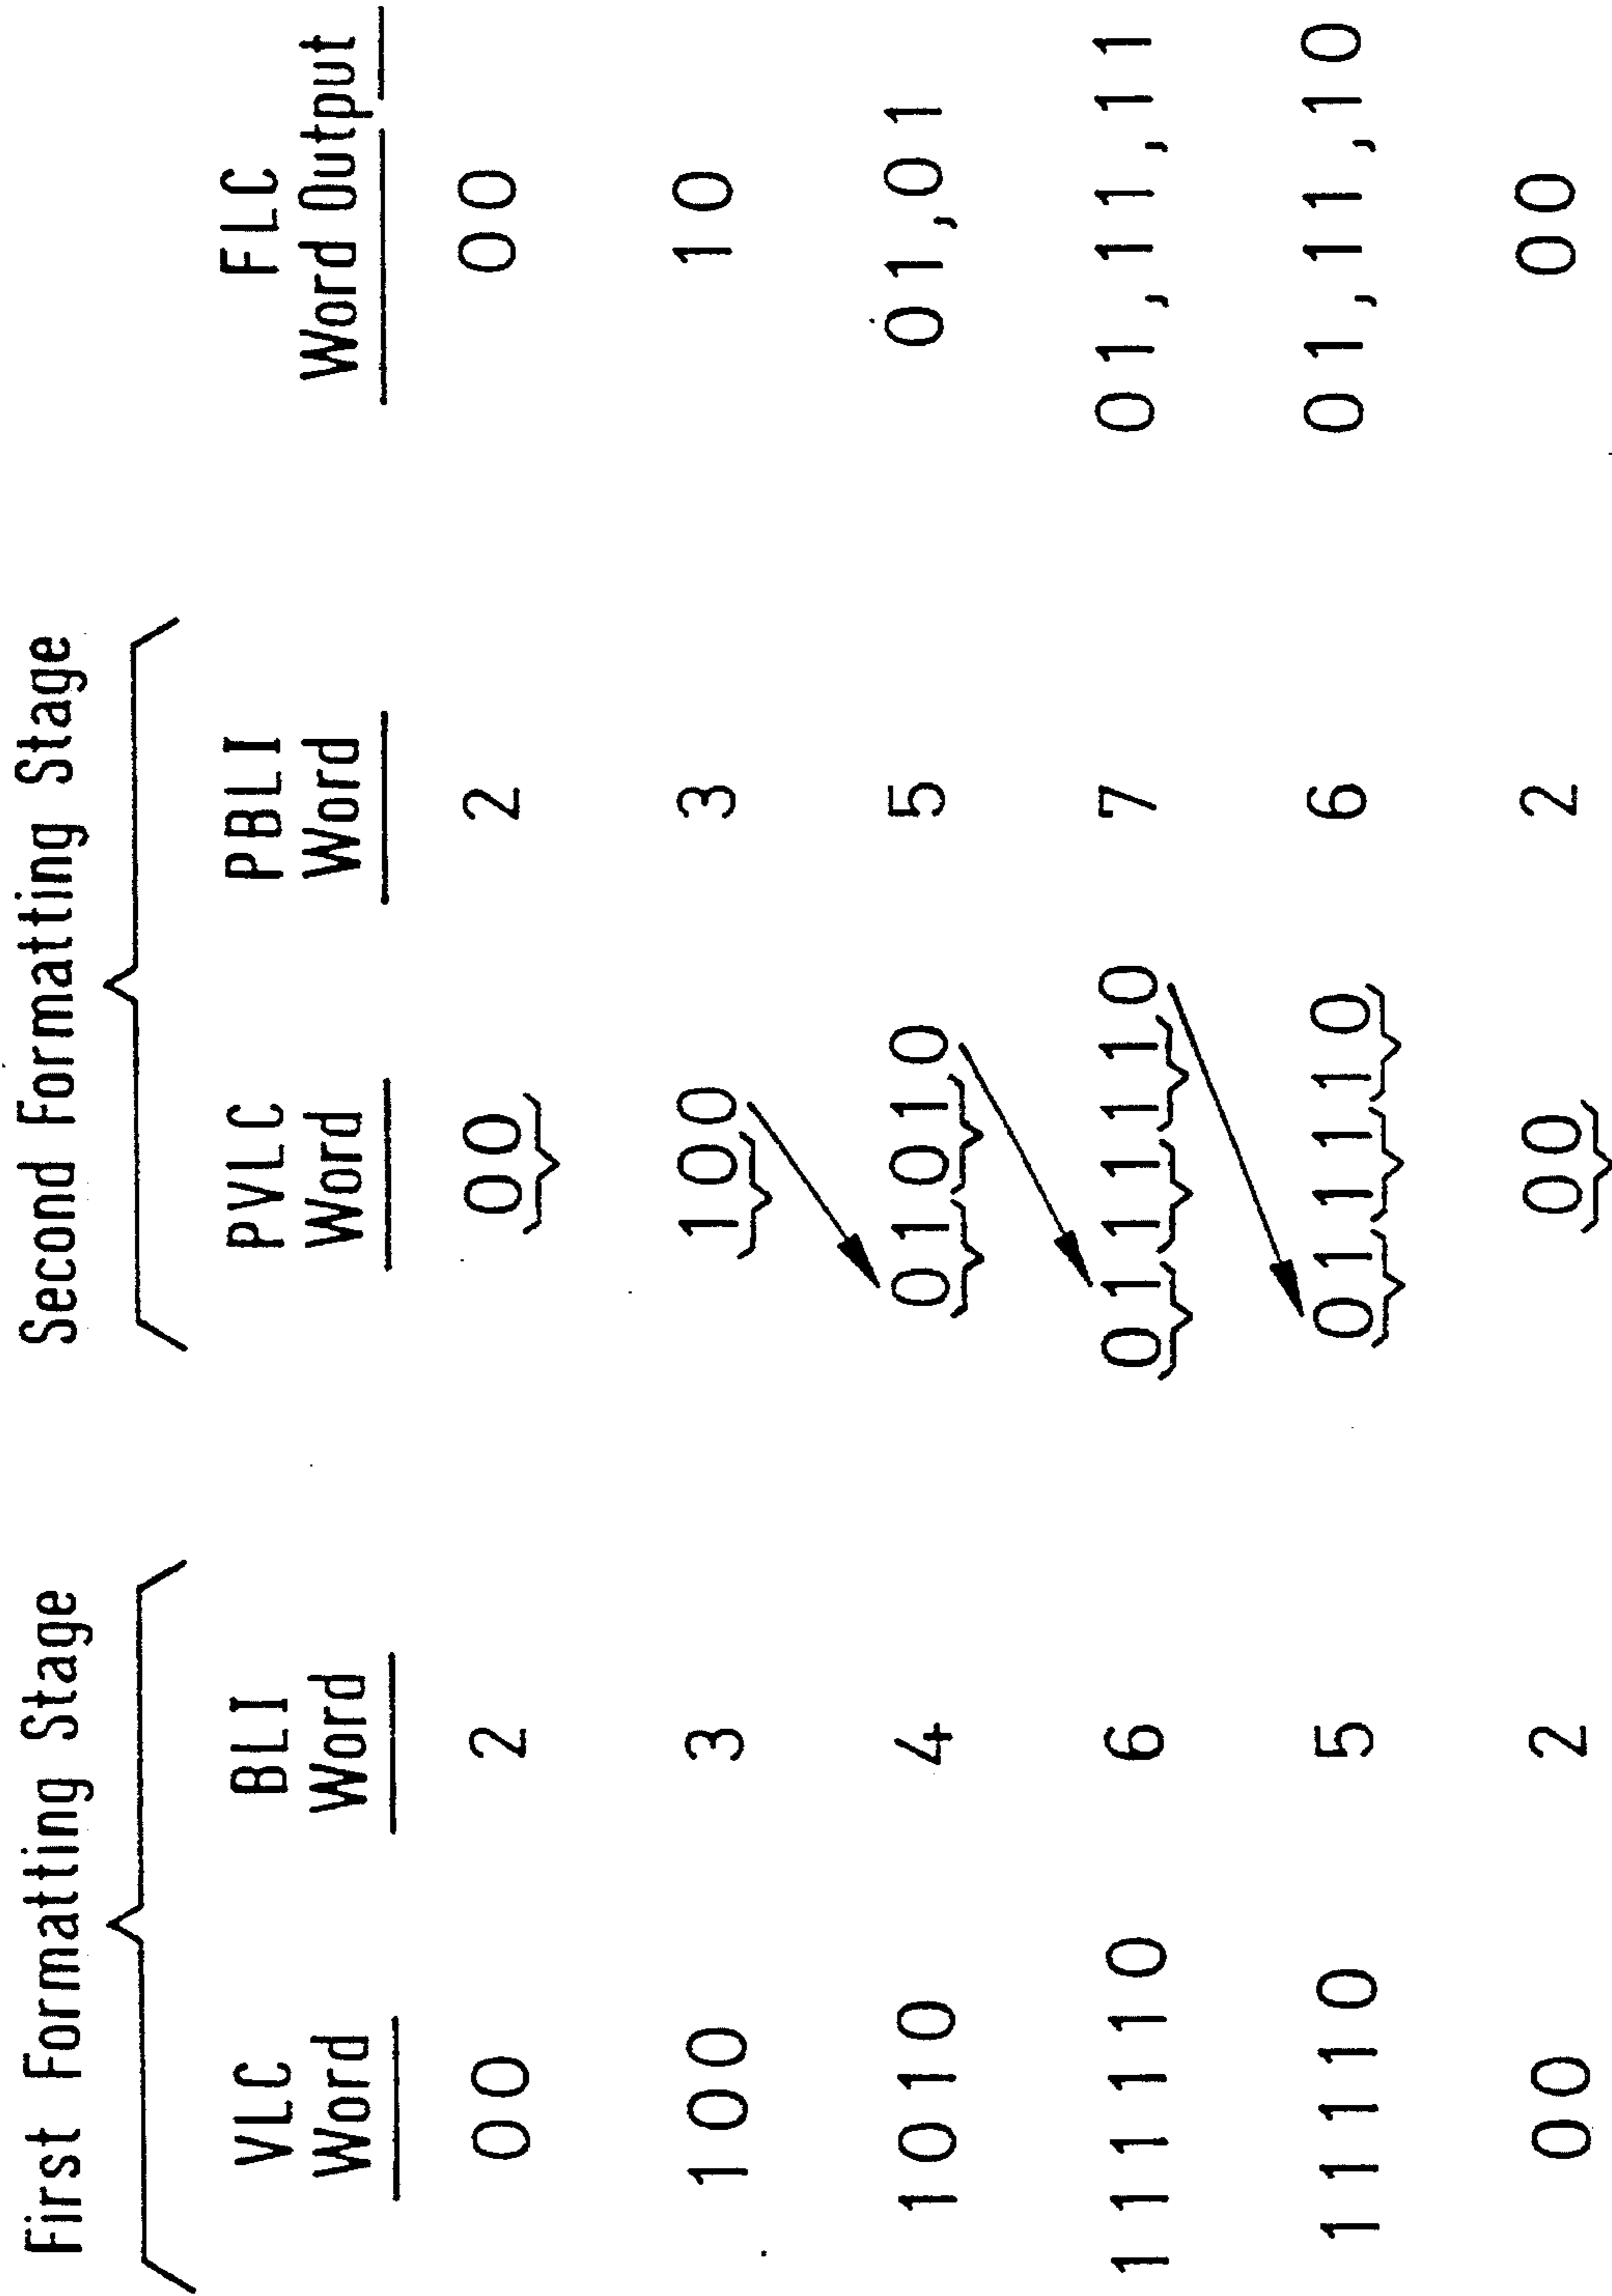 First Formatting Stage Second Formatting Stage
VLC BLI PVLC PBLI FLC
Word Word Word Word Word Output
00 2 00 2 00
100 3 100 3 10
1010 4 01010 5 01,01
111110 6 0111110 7 01,11,11
11110 5 011110 6 01,11,10
00 2 00 2 00